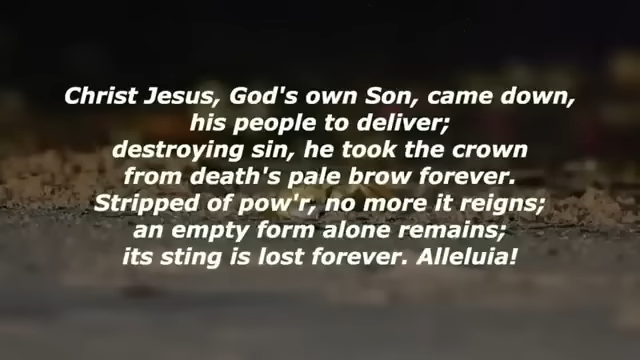 Christ Jesus, God's own Son, came down,
his people to deliver;
destroying sin, he took the crown
from death's pale brow forever.
Stripped of pow'r, no more it reigns;
an empty form alone remains;
its sting is lost forever. Alleluia!